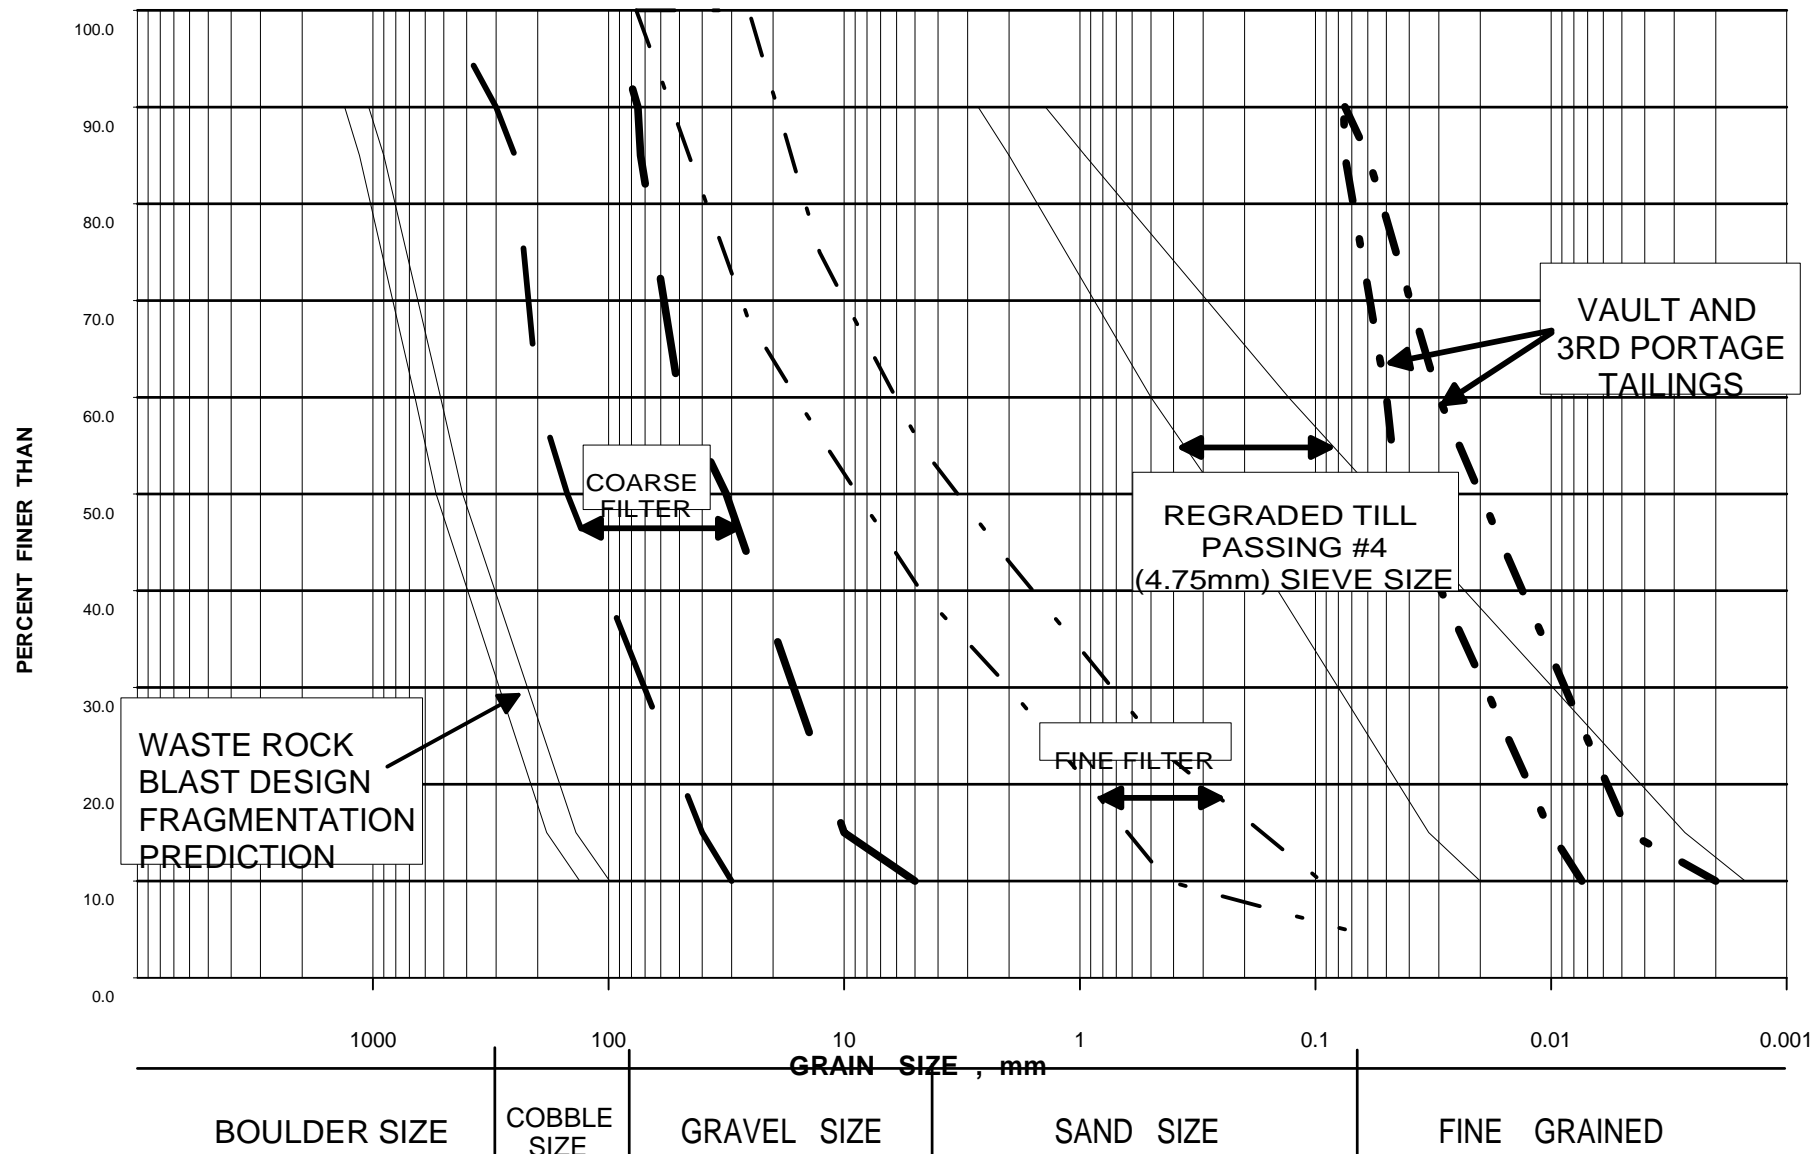 100.0
90.0
80.0
70.0
60.0
50.0
40.0
30.0
20.0
10.0
0.0
PERCENT FINER THAN
VAULT AND
3RD PORTAGE
TAILINGS
COARSE
FILTER
REGRADED TILL
PASSING #4
(4.75mm) SIEVE SIZE
WASTE ROCK
BLAST DESIGN
FRAGMENTATION
PREDICTION
FINE FILTER
1000 100 10 1 0.1 0.01 0.001
GRAIN SIZE , mm
BOULDER SIZE
COBBLE
SIZE
GRAVEL SIZE
SAND SIZE
FINE GRAINED